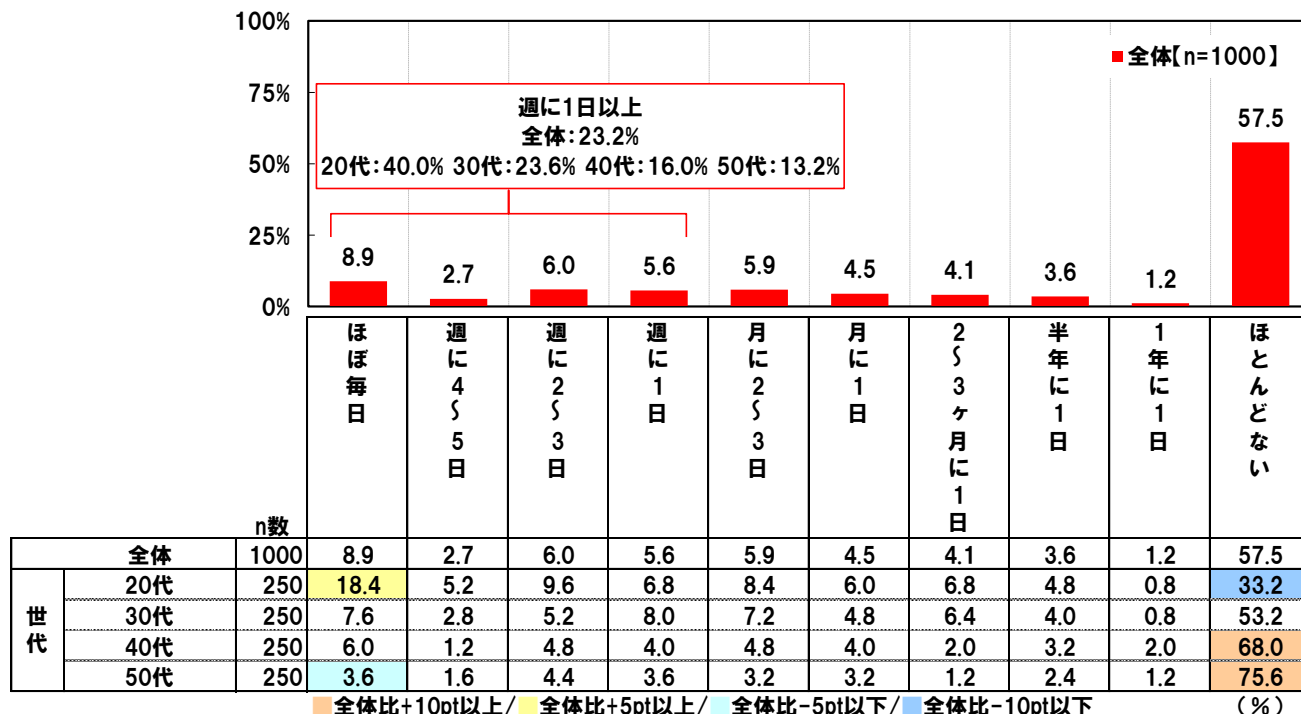 100%
■全体【n=1000】
75%
週に1日以上
全体:23.2%
20代:40.0% 30代:23.6% 40代:16.0% 50代:13.2%
57.5
50%
25%
8.9 2.7 6.0 5.6 5.9 4.5 4.1 3.6 1.2
0%
ほぼ毎日
週に4~5日
週に2~3日
週に1日
月に2~3日
月に1日
2~3ヶ月に1日
半年に1日
1年に1日
ほとんどない
n数
全体 1000 8.9 2.7 6.0 5.6 5.9 4.5 4.1 3.6 1.2 57.5
世代
20代 250 18.4 5.2 9.6 6.8 8.4 6.0 6.8 4.8 0.8 33.2
30代 250 7.6 2.8 5.2 8.0 7.2 4.8 6.4 4.0 0.8 53.2
40代 250 6.0 1.2 4.8 4.0 4.8 4.0 2.0 3.2 2.0 68.0
50代 250 3.6 1.6 4.4 3.6 3.2 3.2 1.2 2.4 1.2 75.6
■全体比+10pt以上/■全体比+5pt以上/■全体比-5pt以下/■全体比-10pt以下 (%)